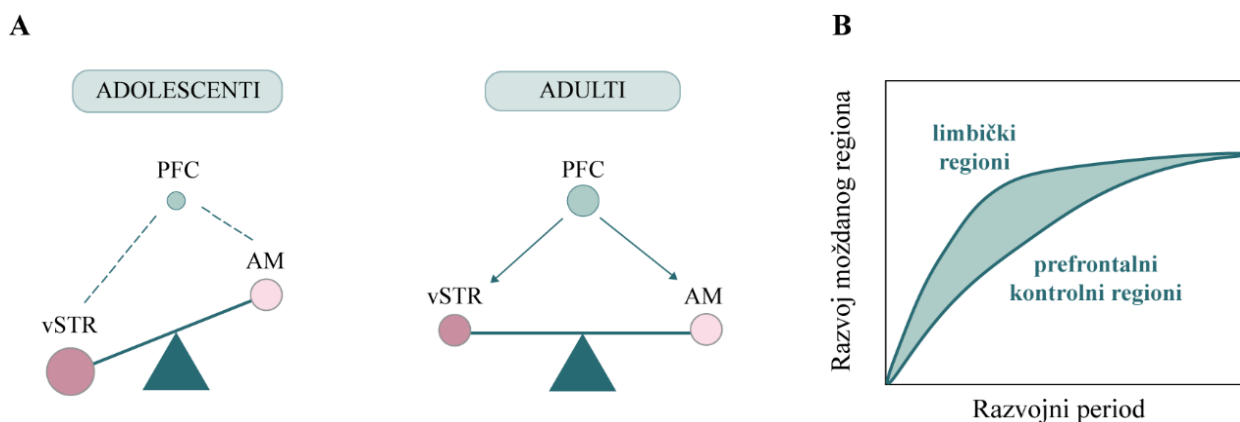 A
ADOLESCENTI
PFC
AM
vSTR
ADULTI
PFC
vSTR
AM
B
Razvoj moždanog regiona
limbički
regioni
prefrontalni
kontrolni regioni
Razvojni period